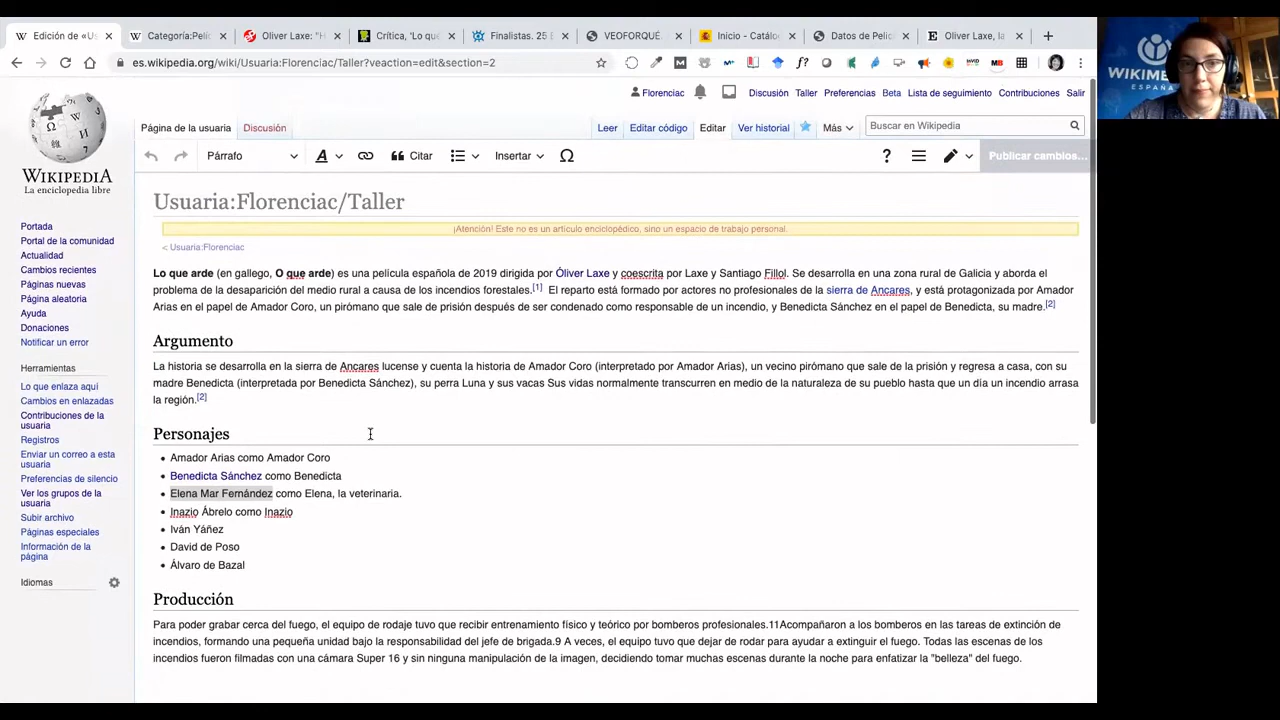 Edición de «Us
Categoría:Pelíc
Oliver Laxe: "H
Crítica, 'Lo qu
Finalistas. 25 E
VEOFORQUÉ.
Inicio - Catálo
Datos de Pelíc
Oliver Laxe, la
es.wikipedia.org/wiki/Usuaria:Florenciac/Taller?veaction=edit&section=2
WIKIMEDIA
ESPAÑA
WIKIPEDIA
La enciclopedia libre
Florenciac
Discusión
Taller
Preferencias
Beta
Lista de seguimiento
Contribuciones
Salir
Página de la usuaria
Discusión
Leer
Editar código
Editar
Ver historial
Más
Buscar en Wikipedia
Párrafo
A
Citar
Insertar
Ω
?
Publicar cambios...
Portada
Portal de la comunidad
Actualidad
Cambios recientes
Páginas nuevas
Página aleatoria
Ayuda
Donaciones
Notificar un error
Herramientas
Lo que enlaza aquí
Cambios en enlazadas
Contribuciones de la
usuaria
Registros
Enviar un correo a esta
usuaria
Preferencias de silencio
Ver los grupos de la
usuaria
Subir archivo
Páginas especiales
Información de la
página
Idiomas
Usuaria:Florenciac/Taller
¡Atención! Este no es un artículo enciclopédico, sino un espacio de trabajo personal.
< Usuaria:Florenciac
Lo que arde (en gallego, O que arde) es una película española de 2019 dirigida por Óliver Laxe y coescrita por Laxe y Santiago Fillol. Se desarrolla en una zona rural de Galicia y aborda el
problema de la desaparición del medio rural a causa de los incendios forestales.[1] El reparto está formado por actores no profesionales de la sierra de Ancares, y está protagonizada por Amador
Arias en el papel de Amador Coro, un pirómano que sale de prisión después de ser condenado como responsable de un incendio, y Benedicta Sánchez en el papel de Benedicta, su madre.[2]
Argumento
La historia se desarrolla en la sierra de Ancares lucense y cuenta la historia de Amador Coro (interpretado por Amador Arias), un vecino pirómano que sale de la prisión y regresa a casa, con su
madre Benedicta (interpretada por Benedicta Sánchez), su perra Luna y sus vacas Sus vidas normalmente transcurren en medio de la naturaleza de su pueblo hasta que un día un incendio arrasa
la región.[2]
Personajes
Amador Arias como Amador Coro
Benedicta Sánchez como Benedicta
Elena Mar Fernández como Elena, la veterinaria.
Inazio Ábrelo como Inazio
Iván Yáñez
David de Poso
Álvaro de Bazal
Producción
Para poder grabar cerca del fuego, el equipo de rodaje tuvo que recibir entrenamiento físico y teórico por bomberos profesionales.11Acompañaron a los bomberos en las tareas de extinción de
incendios, formando una pequeña unidad bajo la responsabilidad del jefe de brigada.9 A veces, el equipo tuvo que dejar de rodar para ayudar a extinguir el fuego. Todas las escenas de los
incendios fueron filmadas con una cámara Super 16 y sin ninguna manipulación de la imagen, decidiendo tomar muchas escenas durante la noche para enfatizar la "belleza" del fuego.